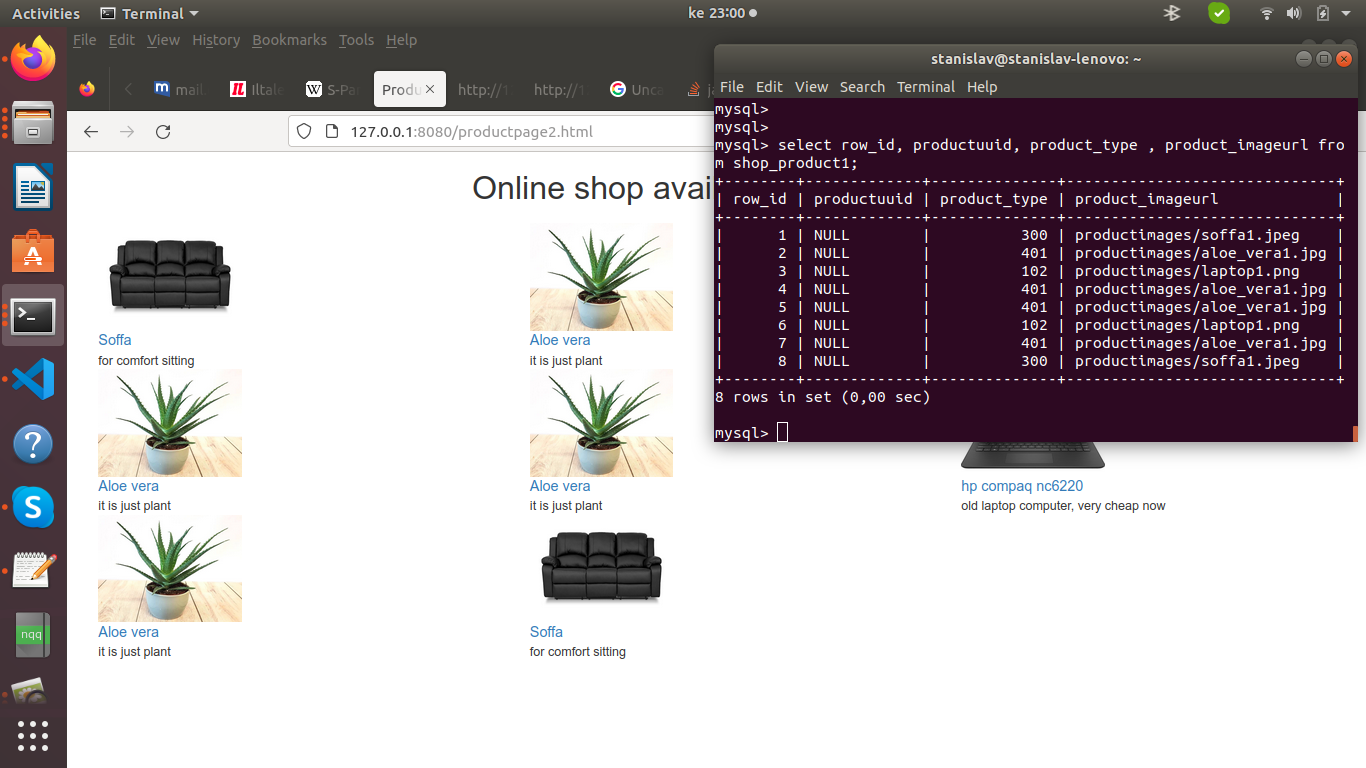 Activities Terminal ke 23:00
File Edit View History Bookmarks Tools Help
mail. Iltale S-Pa Produ http://1 http://1 Unca ja
127.0.0.1:8080/productpage2.html
Online shop avai
Soffa
for comfort sitting
Aloe vera
it is just plant
Aloe vera
it is just plant
Aloe vera
it is just plant
hp compaq nc6220
old laptop computer, very cheap now
Aloe vera
it is just plant
Soffa
for comfort sitting
nqq
stanislav@stanislav-lenovo: ~
File Edit View Search Terminal Help
mysql>
mysql>
mysql> select row_id, productuuid, product_type , product_imageurl fro
m shop_product1;
+--------+-------------+--------------+------------------------------+
| row_id | productuuid | product_type | product_imageurl             |
+--------+-------------+--------------+------------------------------+
|      1 | NULL        |          300 | productimages/soffa1.jpeg    |
|      2 | NULL        |          401 | productimages/aloe_vera1.jpg |
|      3 | NULL        |          102 | productimages/laptop1.png    |
|      4 | NULL        |          401 | productimages/aloe_vera1.jpg |
|      5 | NULL        |          401 | productimages/aloe_vera1.jpg |
|      6 | NULL        |          102 | productimages/laptop1.png    |
|      7 | NULL        |          401 | productimages/aloe_vera1.jpg |
|      8 | NULL        |          300 | productimages/soffa1.jpeg    |
+--------+-------------+--------------+------------------------------+
8 rows in set (0,00 sec)
mysql>